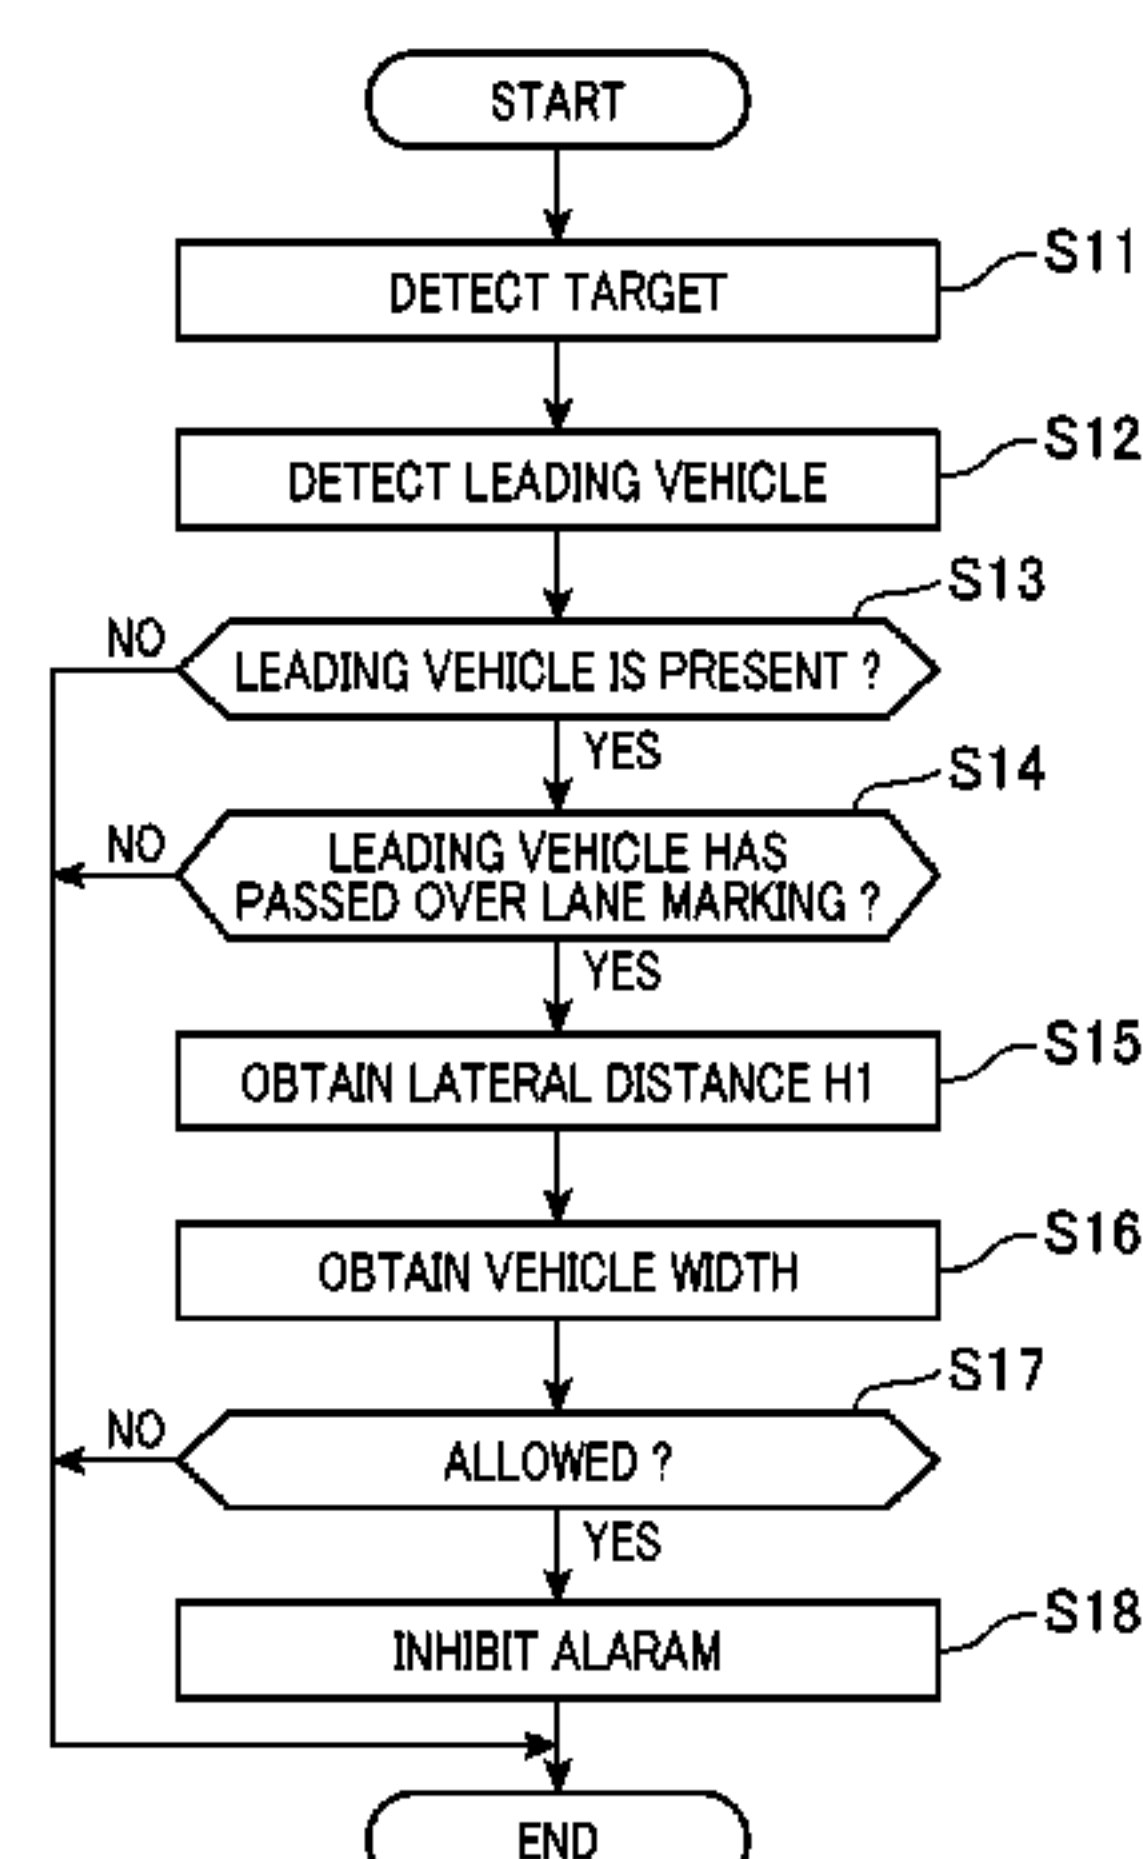 START
DETECT TARGET
S11
DETECT LEADING VEHICLE
S12
S13
NO
LEADING VEHICLE IS PRESENT ?
YES
S14
NO
LEADING VEHICLE HAS
PASSED OVER LANE MARKING ?
YES
OBTAIN LATERAL DISTANCE H1
S15
OBTAIN VEHICLE WIDTH
S16
S17
NO
ALLOWED ?
YES
INHIBIT ALARAM
S18
END